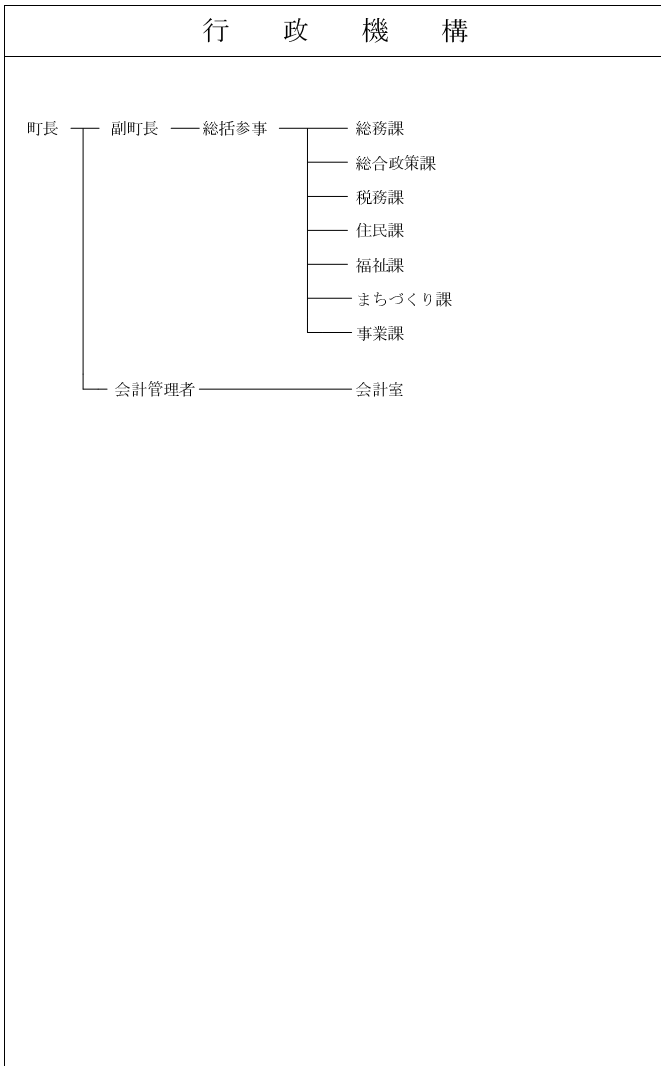 行政機構
町長 副町長 総括参事 総務課
総合政策課
税務課
住民課
福祉課
まちづくり課
事業課
会計管理者 会計室